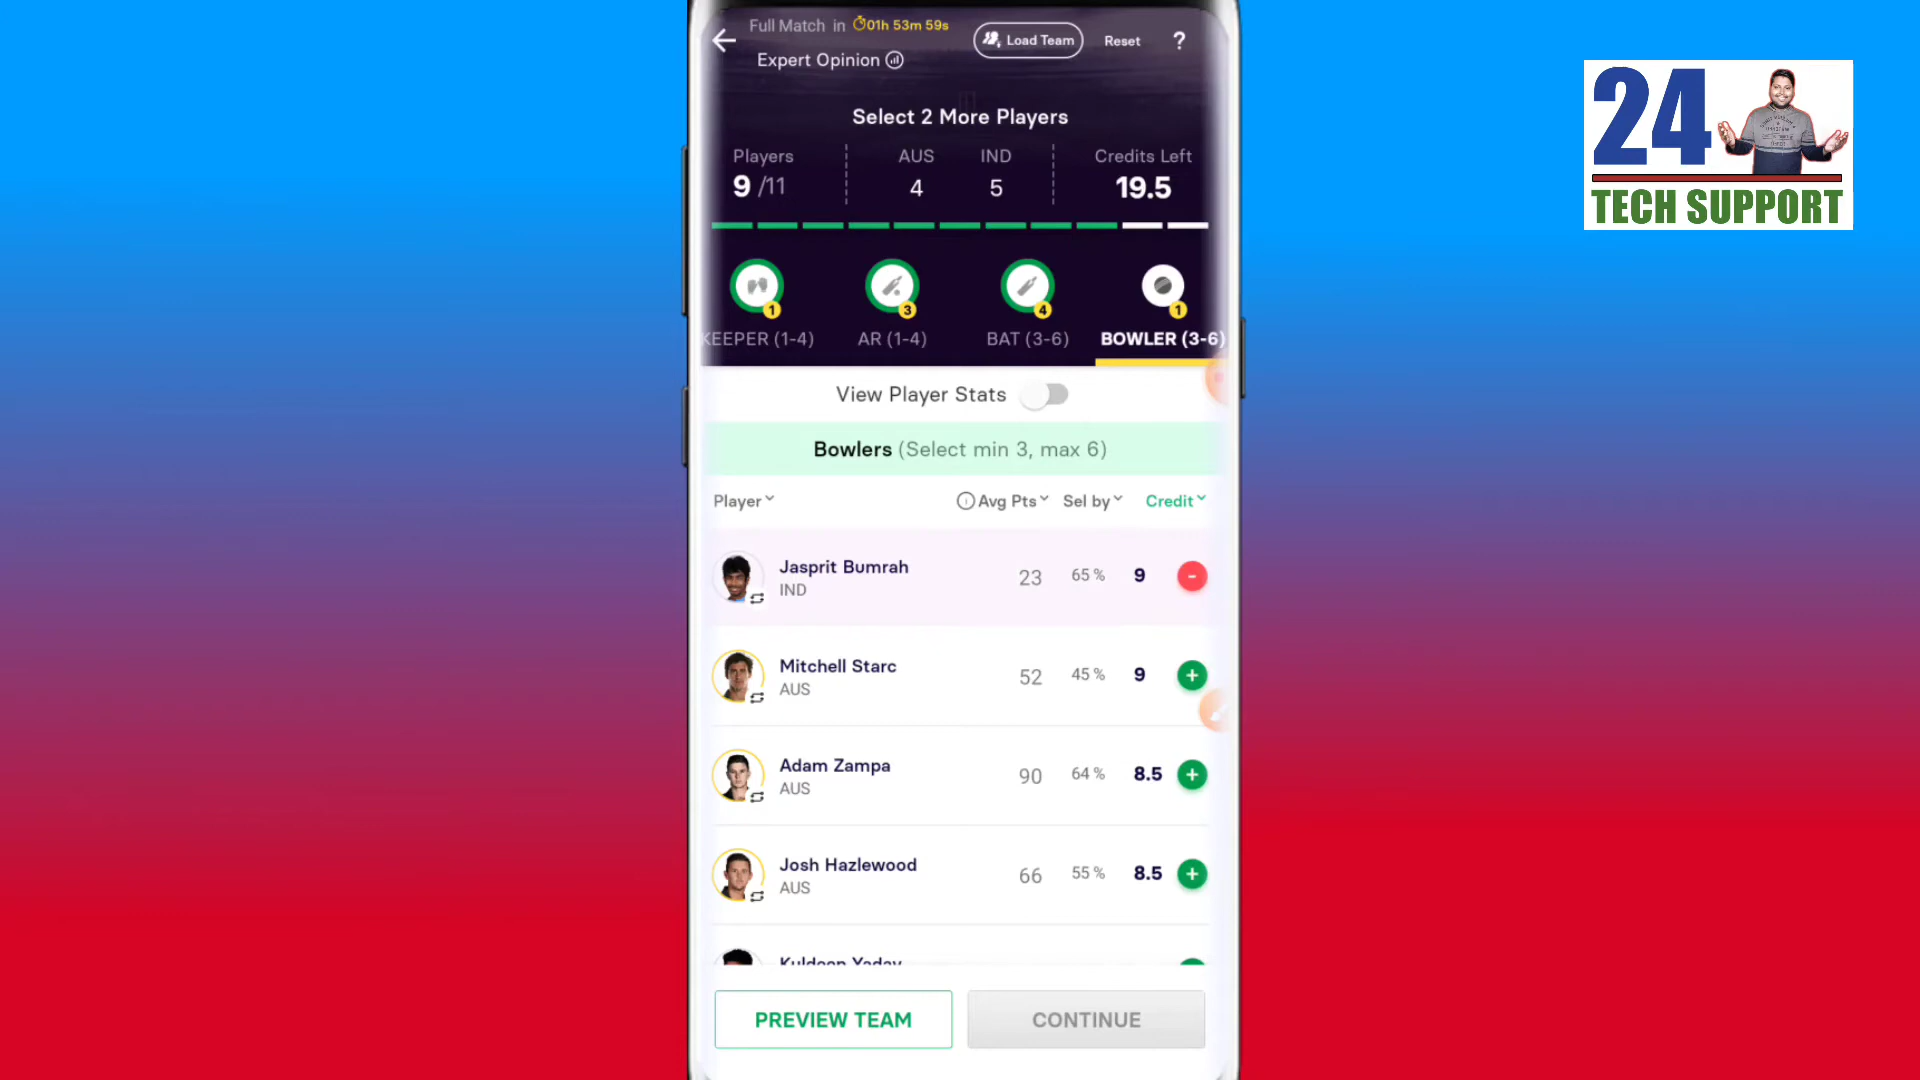 Full Match in 01h 53m 59s
Load Team
Reset
?
Expert Opinion
Select 2 More Players
Players
AUS
IND
Credits Left
9 /11
4
5
19.5
1
3
4
1
KEEPER (1-4)
AR (1-4)
BAT (3-6)
BOWLER (3-6)
View Player Stats
Bowlers (Select min 3, max 6)
Player
Avg Pts
Sel by
Credit
Jasprit Bumrah
IND
23
65 %
9
Mitchell Starc
AUS
52
45 %
9
Adam Zampa
AUS
90
64 %
8.5
Josh Hazlewood
AUS
66
55 %
8.5
Kuldeep Yadav
PREVIEW TEAM
CONTINUE
24
TECH SUPPORT